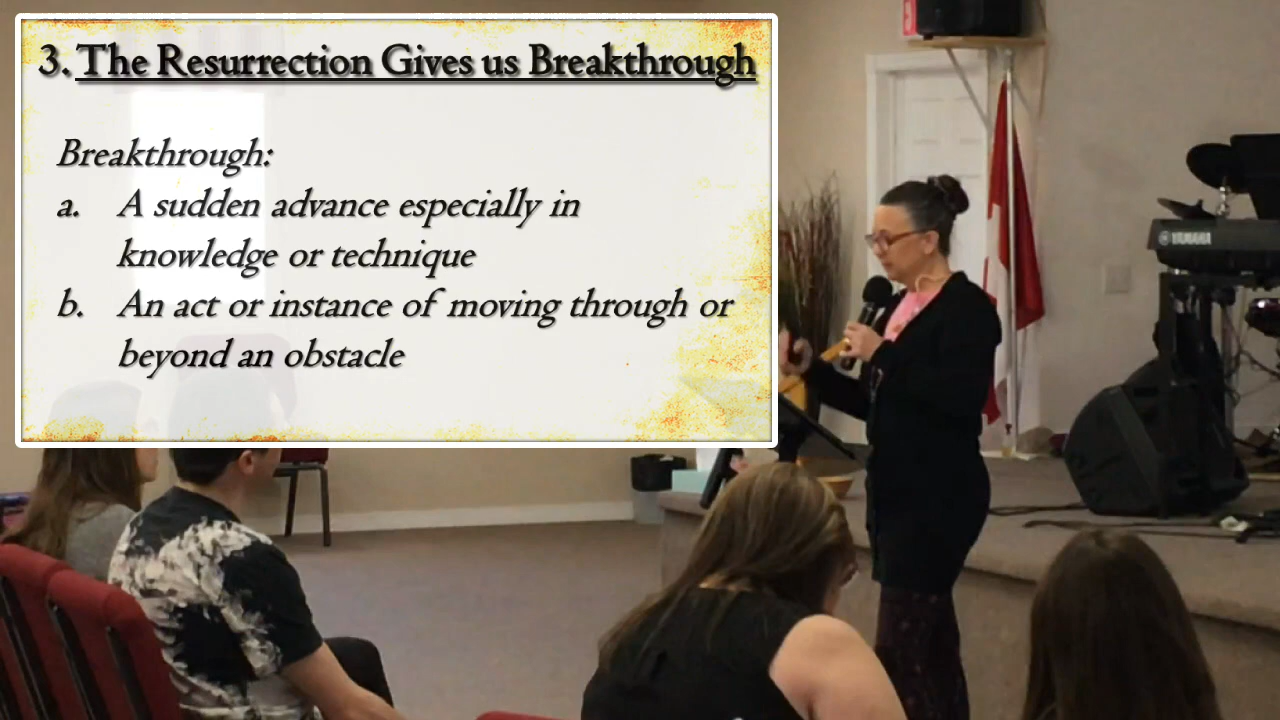 3. The Resurrection Gives us Breakthrough
Breakthrough:
a. A sudden advance especially in
knowledge or technique
b. An act or instance of moving through or
beyond an obstacle
YAMAHA